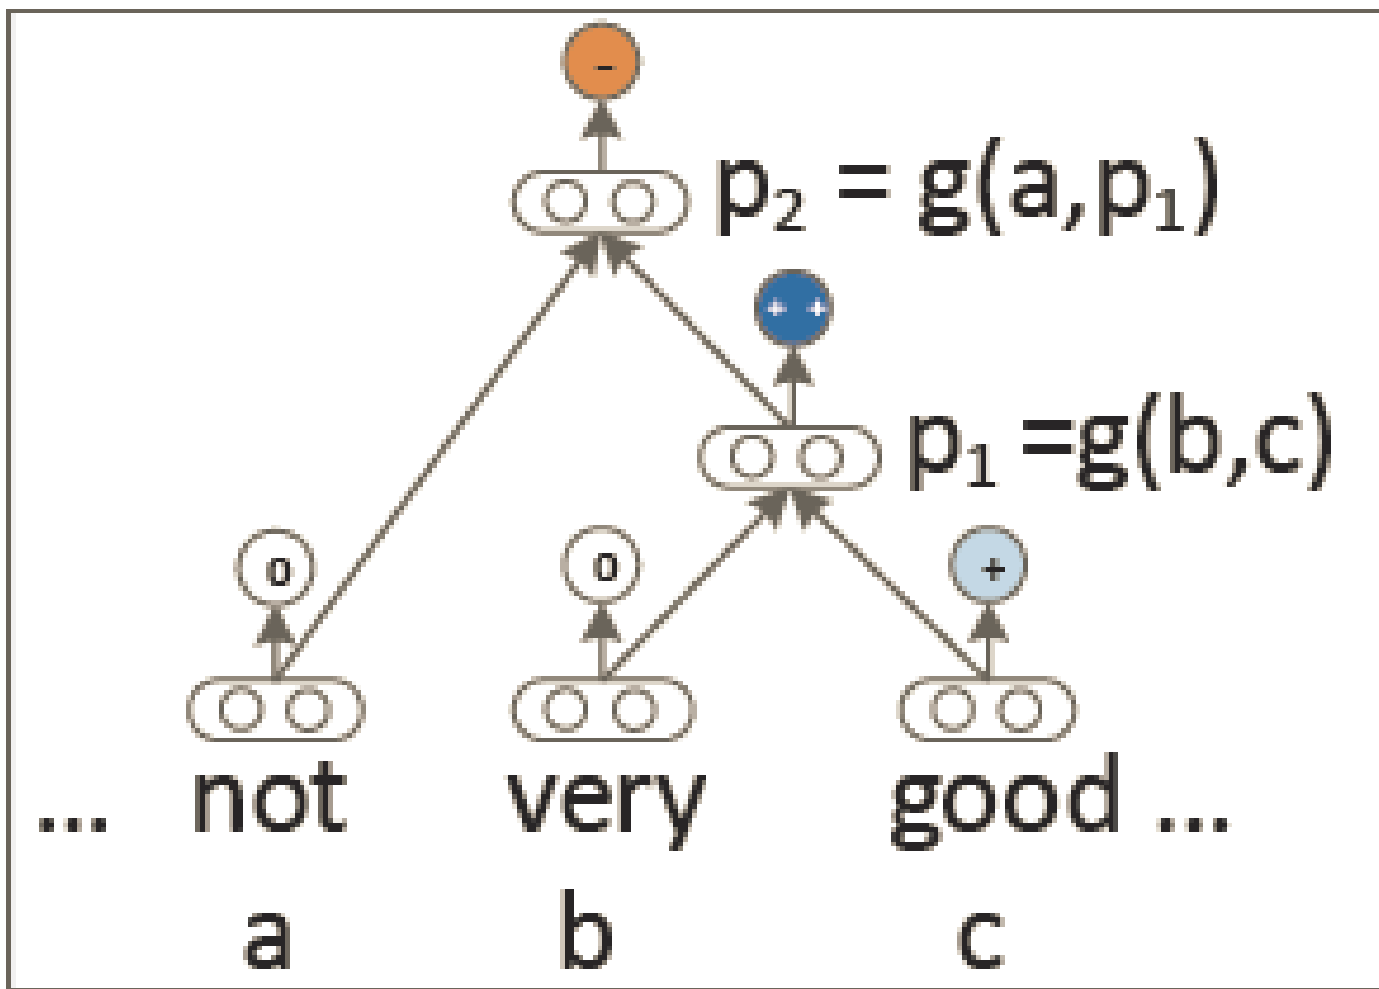 -
p₂ = g(a,p₁)
+ +
p₁ =g(b,c)
0 0 +
... not very good ...
a b c